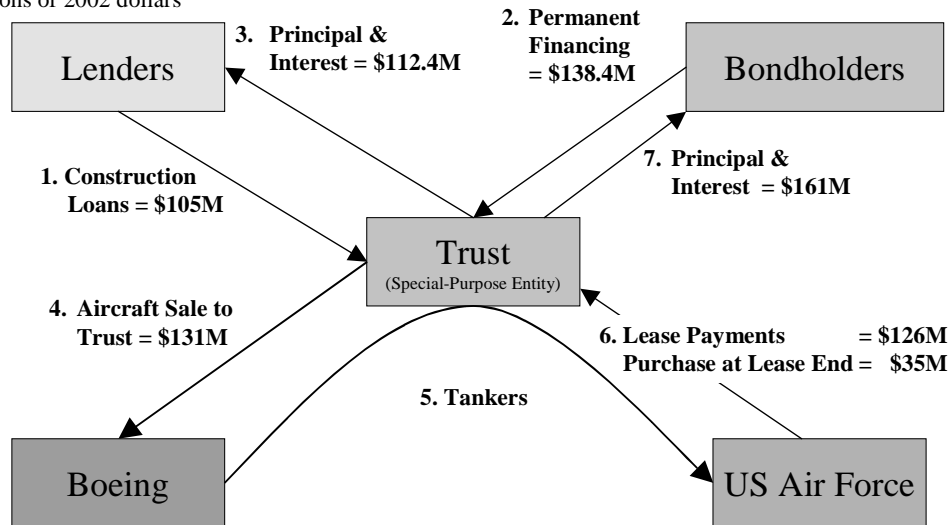 of 2002 dollars
Lenders
3. Principal &
Interest = $112.4M
2. Permanent
Financing
= $138.4M
Bondholders
1. Construction
Loans = $105M
7. Principal &
Interest = $161M
Trust
(Special-Purpose Entity)
4. Aircraft Sale to
Trust = $131M
6. Lease Payments = $126M
Purchase at Lease End = $35M
5. Tankers
Boeing
US Air Force